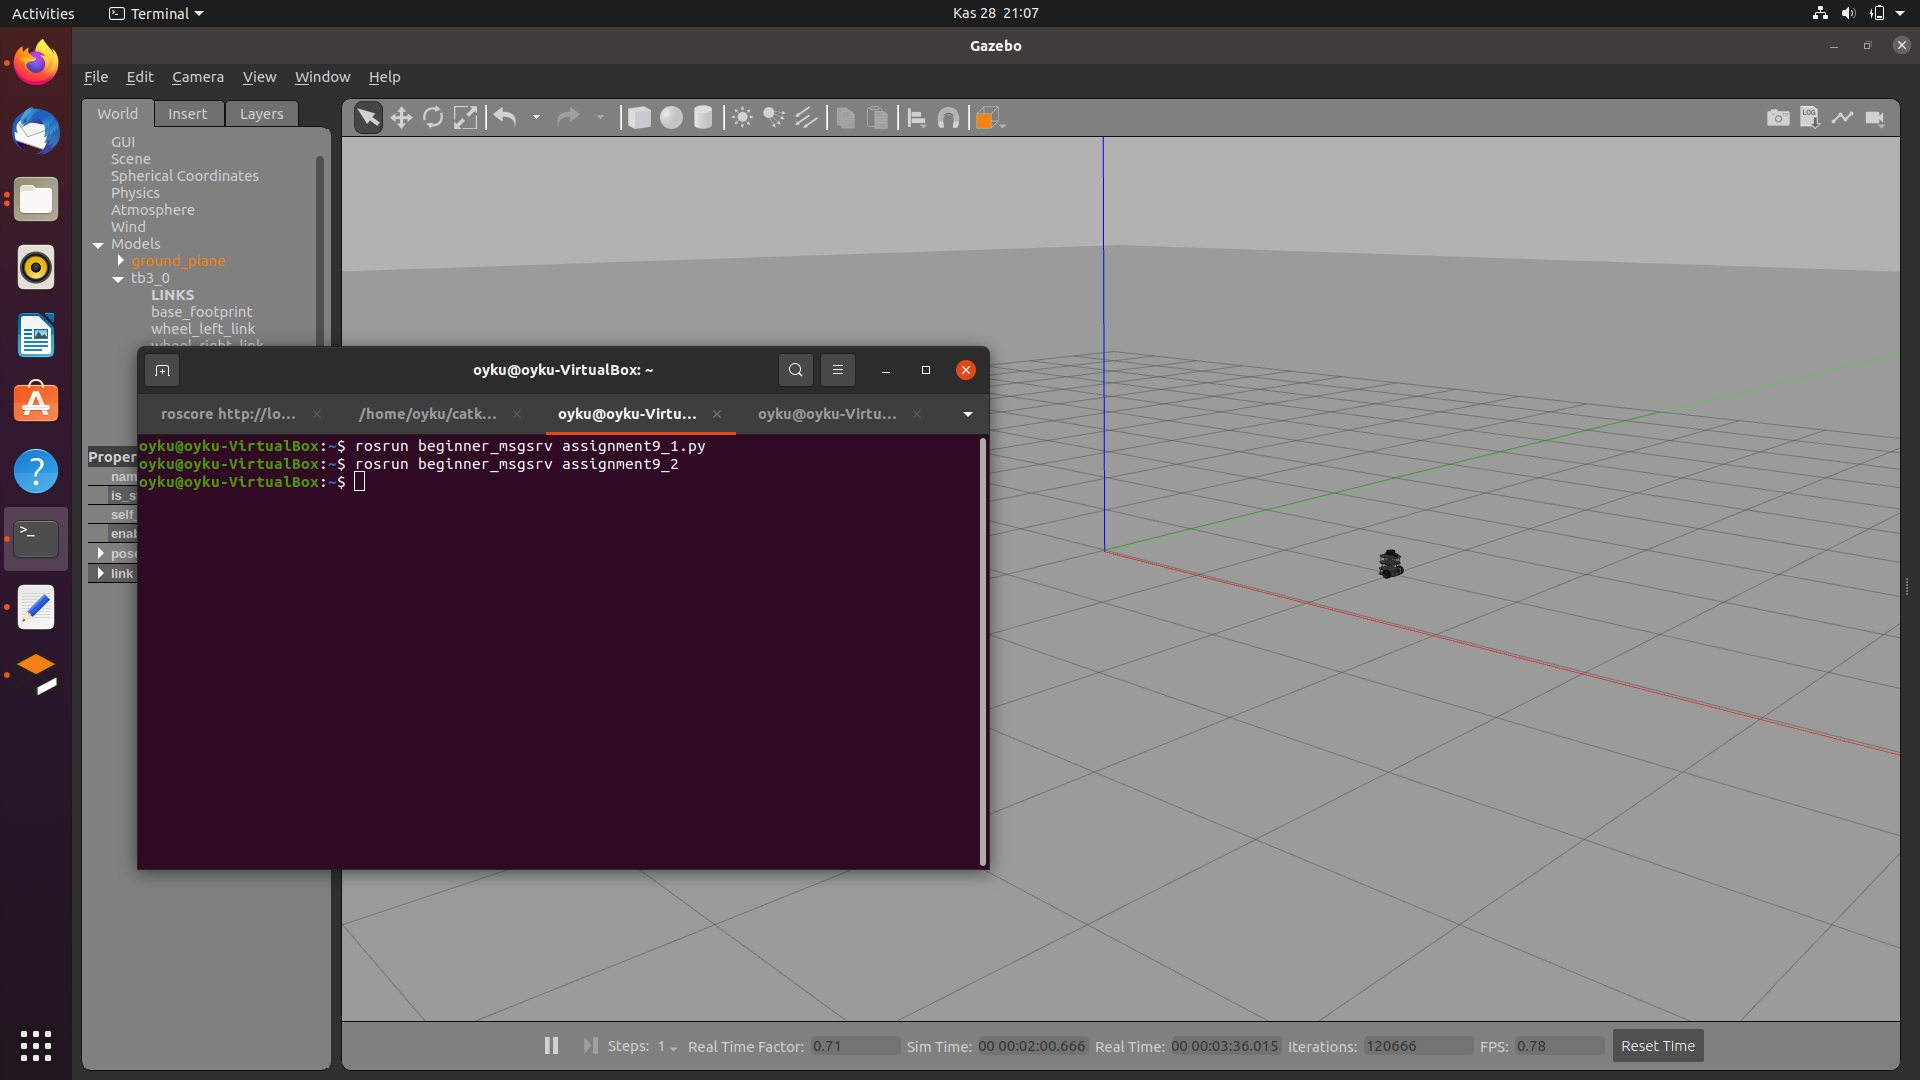 Activities
Terminal
Kas 28 21:07
Gazebo
File Edit Camera View Window Help
World Insert Layers
LOG
GUI
Scene
Spherical Coordinates
Physics
Atmosphere
Wind
Models
ground_plane
tb3_0
LINKS
base_footprint
wheel_left_link
wheel_right_link
oyku@oyku-VirtualBox: ~
roscore http://lo...
/home/oyku/catk...
oyku@oyku-Virtu...
oyku@oyku-Virtu...
oyku@oyku-VirtualBox:~$ rosrun beginner_msgsrv assignment9_1.py
oyku@oyku-VirtualBox:~$ rosrun beginner_msgsrv assignment9_2
oyku@oyku-VirtualBox:~$
Proper
nam
is_s
self
enab
pose
link
Steps: 1
Real Time Factor: 0.71
Sim Time: 00 00:02:00.666
Real Time: 00 00:03:36.015
Iterations: 120666
FPS: 0.78
Reset Time